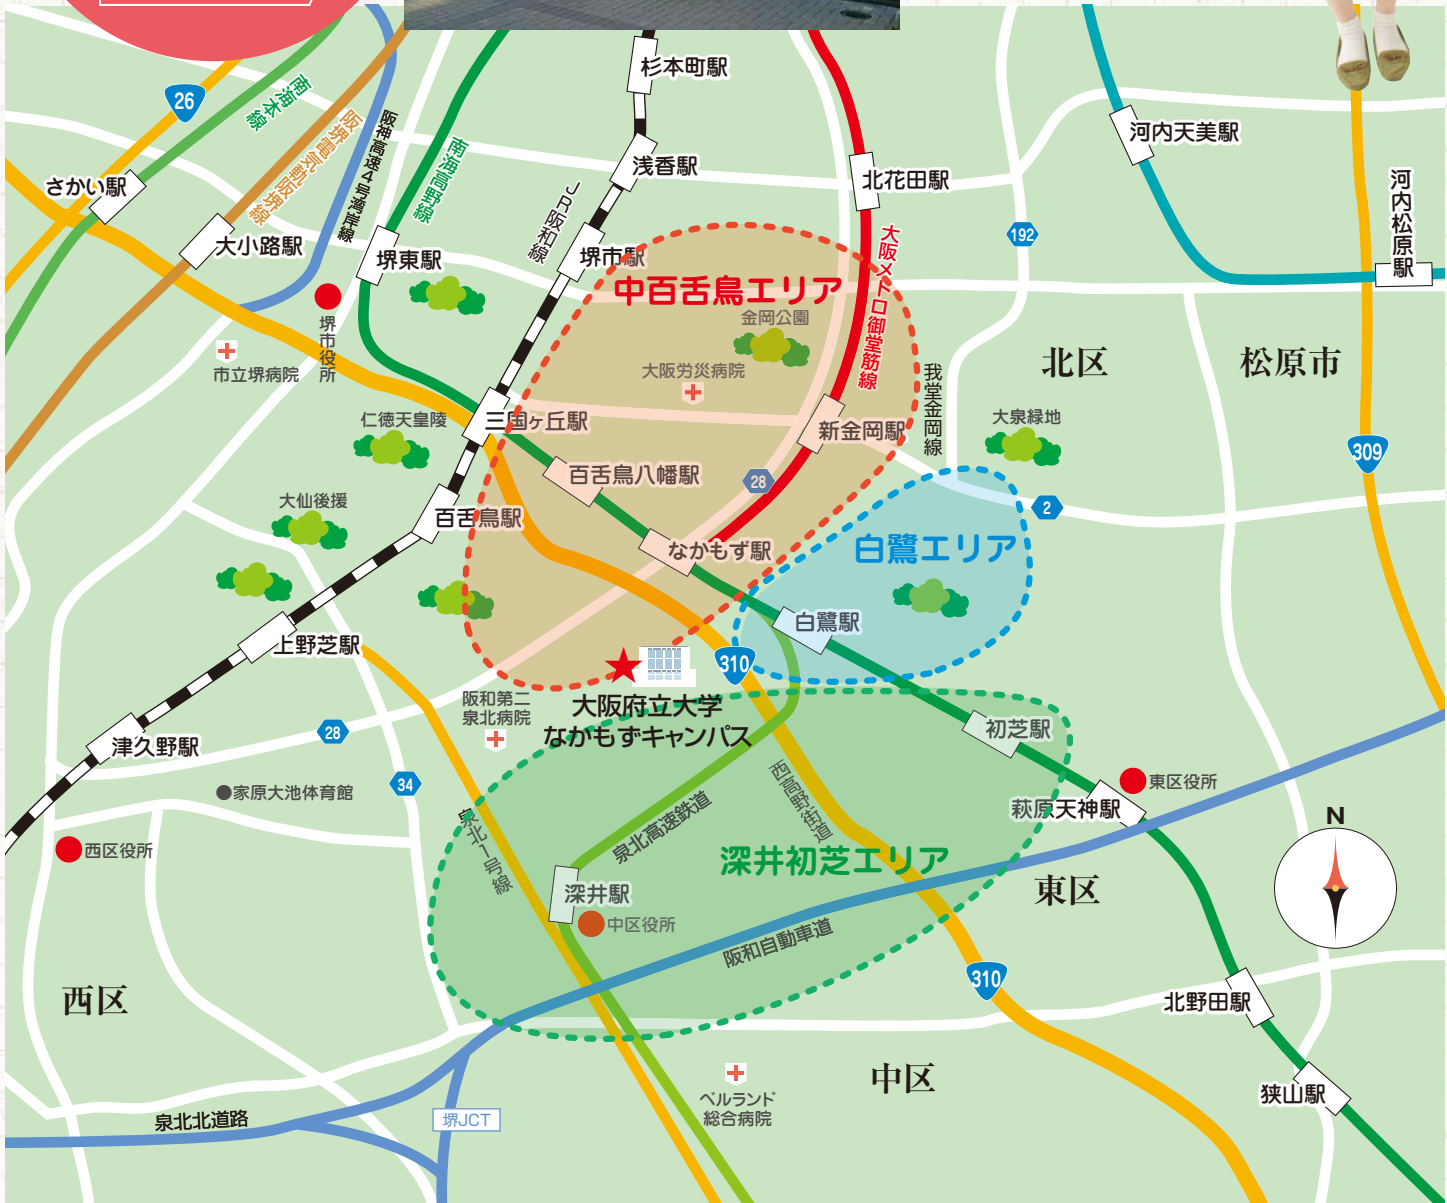 杉本町駅
26
南海本線
阪堺電気軌阪堺線
阪神高速4号湾岸線
南海高野線
浅香駅
JR阪和線
北花田駅
河内天美駅
河内松原駅
さかい駅
大小路駅
堺東駅
堺市駅
大阪メトロ御堂筋線
192
中百舌鳥エリア
金岡公園
堺市役所
市立堺病院
大阪労災病院
我堂金岡線
北区
松原市
仁徳天皇陵
三国ヶ丘駅
新金岡駅
大泉緑地
309
百舌鳥八幡駅
28
大仙後援
百舌鳥駅
2
なかもず駅
白鷺エリア
白鷺駅
上野芝駅
310
阪和第二
泉北病院
大阪府立大学
なかもずキャンパス
28
津久野駅
初芝駅
34
家原大池体育館
西高野街道
東区役所
萩原天神駅
泉北1号線
泉北高速鉄道
N
西区役所
深井初芝エリア
深井駅
東区
中区役所
阪和自動車道
310
西区
北野田駅
中区
ベルランド
総合病院
狭山駅
泉北北道路
堺JCT